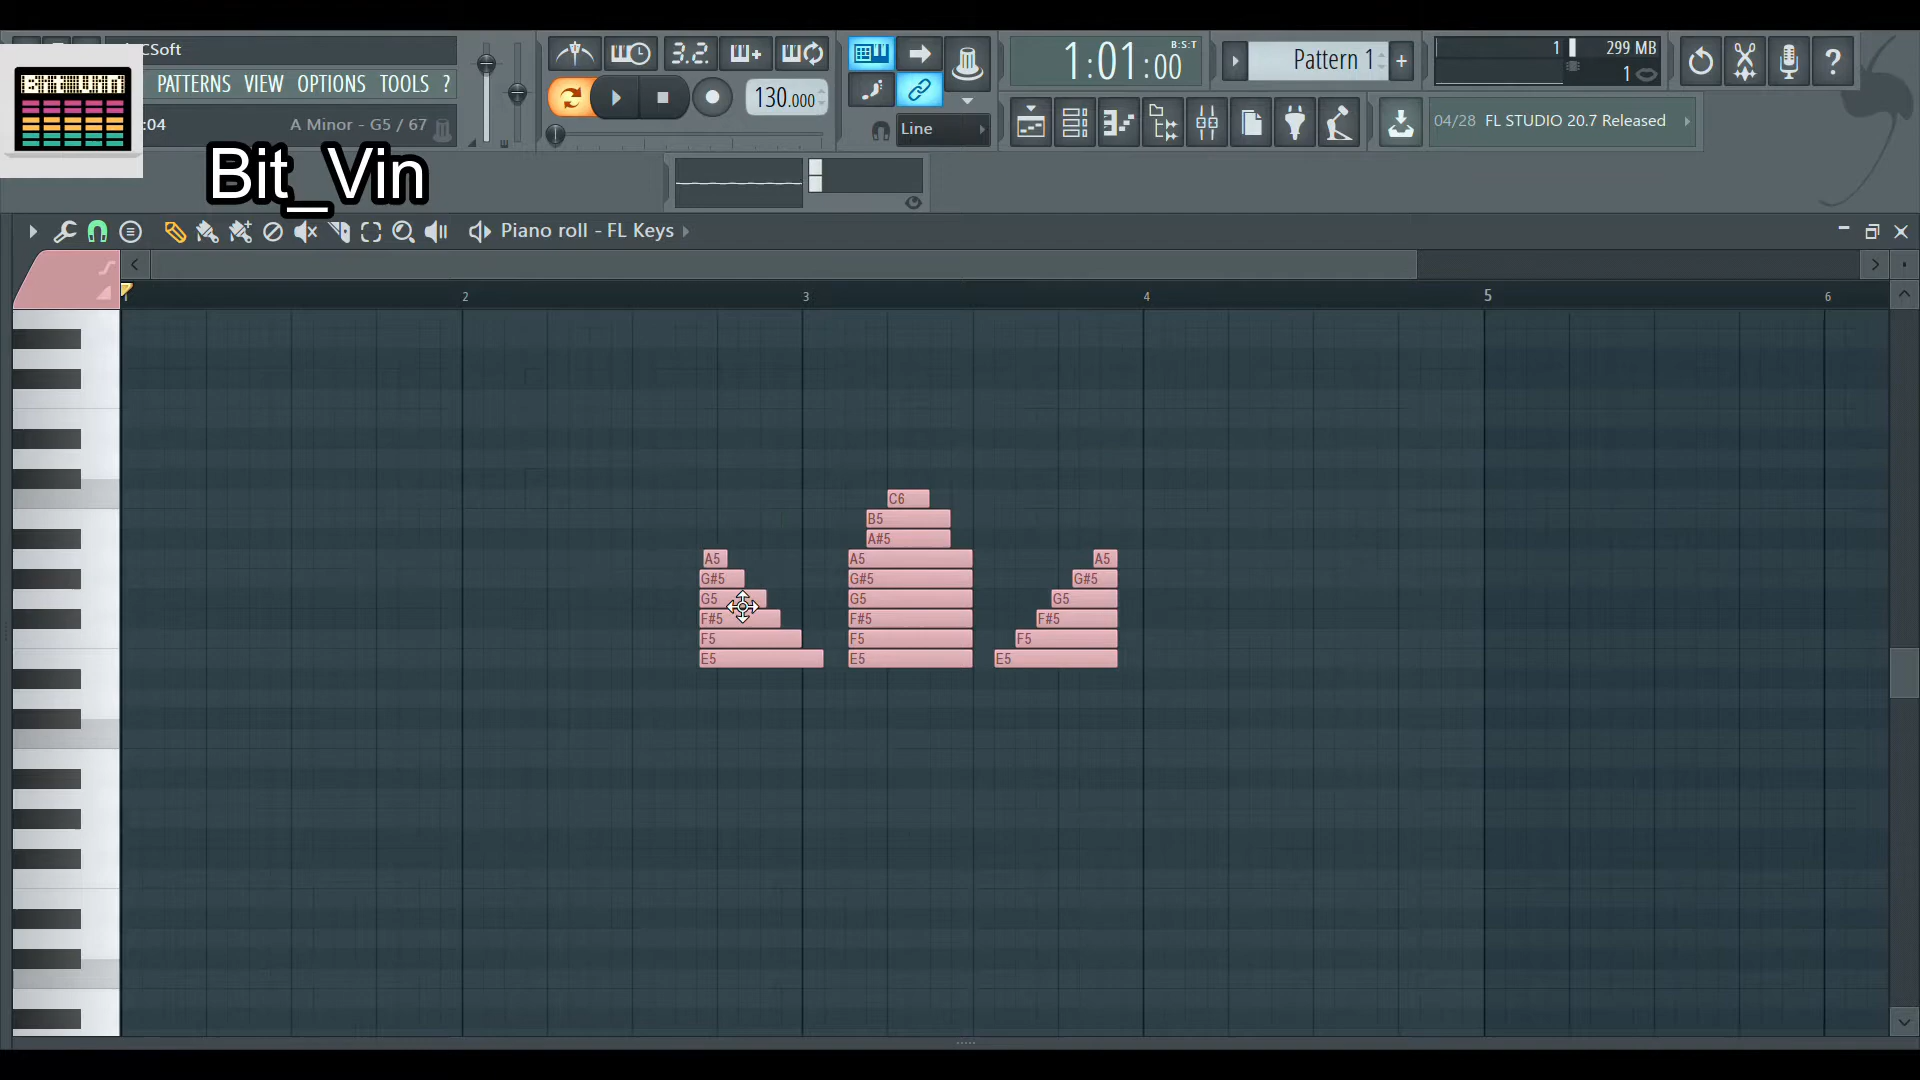 CSoft
PATTERNS VIEW OPTIONS TOOLS ?
:04 A Minor - G5 / 67
Bit_Vin
3.2.
130.000
Line
1:01:00
B:S:T
Pattern 1
+
1
299 MB
1
?
04/28 FL STUDIO 20.7 Released
Piano roll - FL Keys
1 2 3 4 5 6
C6
B5
A#5
A5 A5 A5
G#5 G#5 G#5
G5 G5 G5
F#5 F#5 F#5
F5 F5 F5
E5 E5 E5